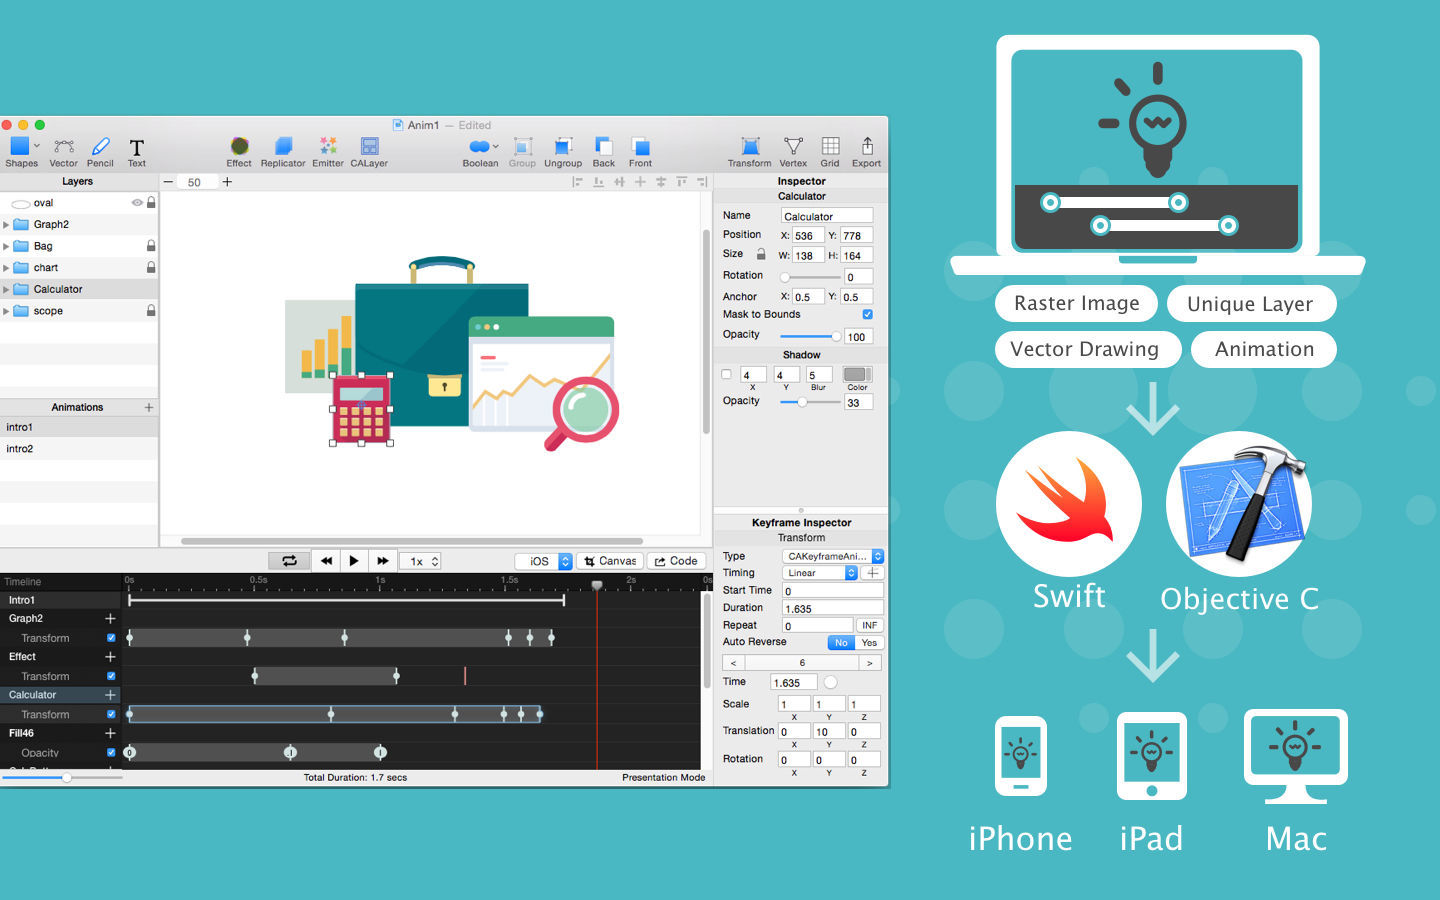 Anim1 — Edited
Shapes Vector Pencil Text Effect Replicator Emitter CALayer Boolean Group Ungroup Back Front Transform Vertex Grid Export
Layers
oval
Graph2
Bag
chart
Calculator
scope
Animations +
intro1
intro2
− 50 +
Inspector
Calculator
Name Calculator
Position X: 536 Y: 778
Size W: 138 H: 164
Rotation 0
Anchor X: 0.5 Y: 0.5
Mask to Bounds
Opacity 100
Shadow
4 4 5
X Y Blur Color
Opacity 33
Keyframe Inspector
Transform
Type CAKeyframeAni...
Timing Linear
Start Time 0
Duration 1.635
Repeat 0 INF
Auto Reverse No Yes
< 6 >
Time 1.635
Scale 1 1 1
X Y Z
Translation 0 10 0
X Y Z
Rotation 0 0 0
X Y Z
1x iOS Canvas Code
Timeline 0s 0.5s 1s 1.5s 2s 0s
Intro1
Graph2 +
Transform
Effect +
Transform
Calculator +
Transform
Fill46 +
Opacity 0 .1 1
Total Duration: 1.7 secs Presentation Mode
Raster Image Unique Layer
Vector Drawing Animation
Swift Objective C
iPhone iPad Mac